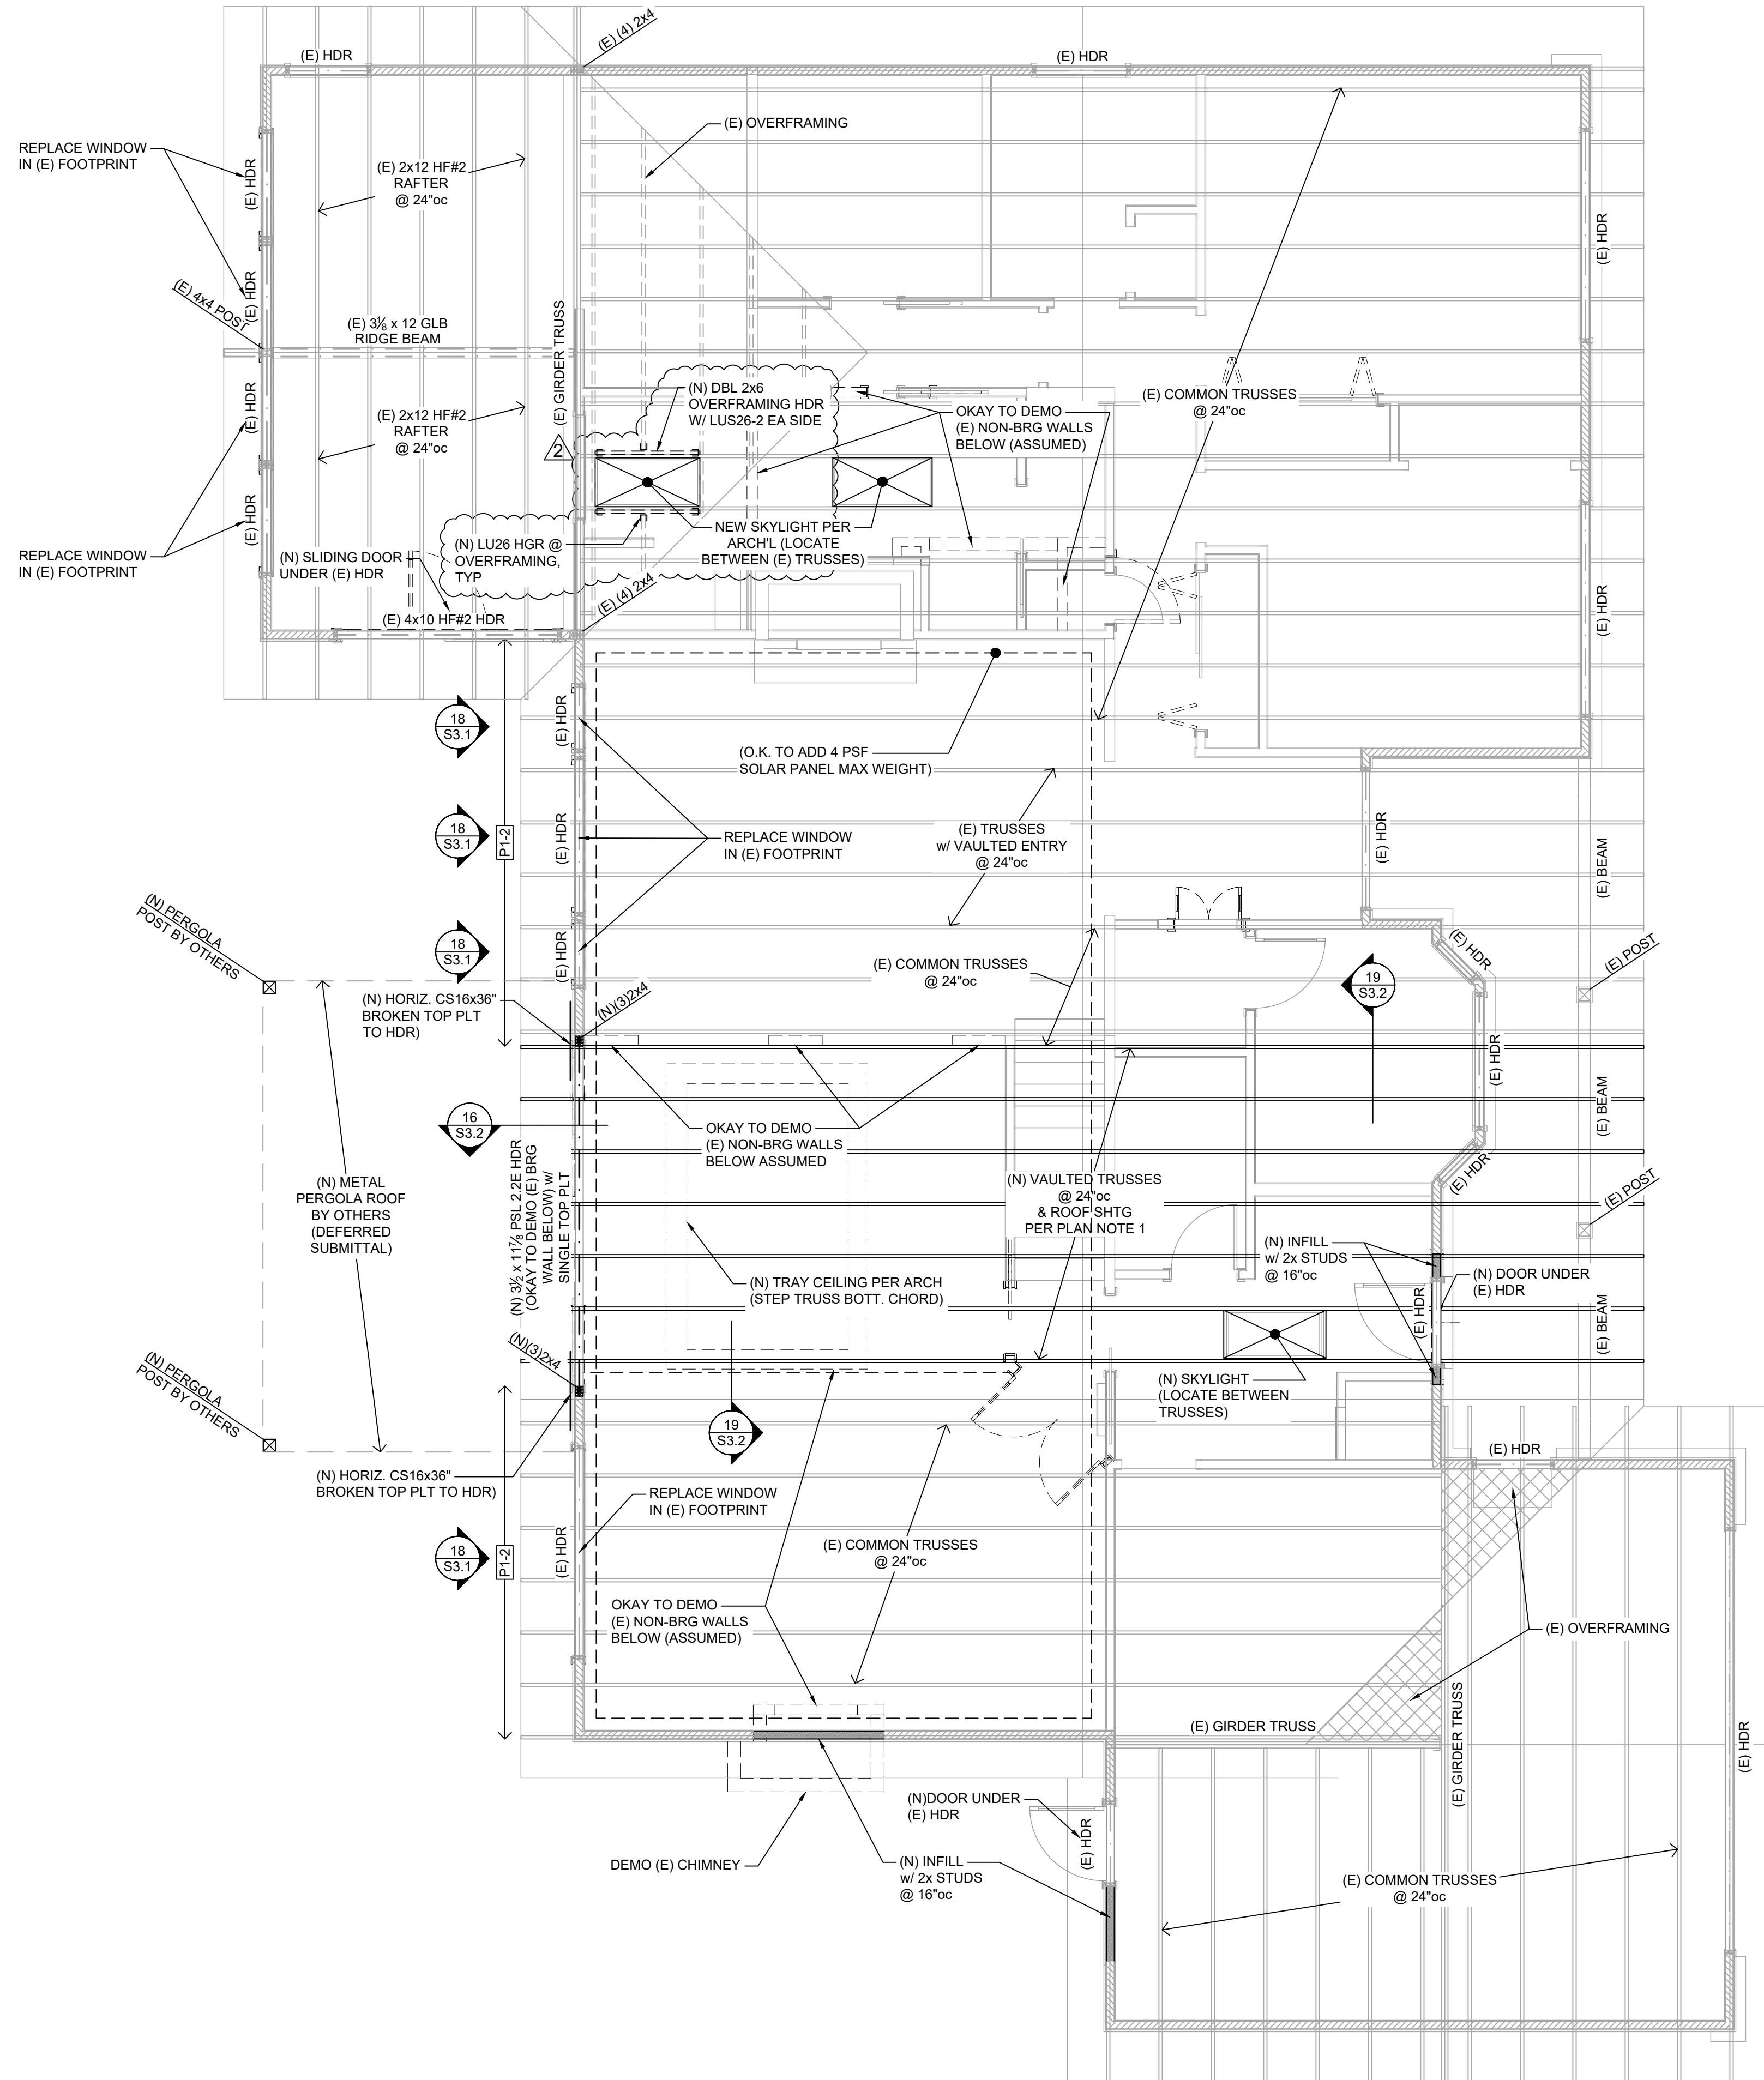 (E) (4) 2x4
(E) HDR
(E) HDR
(E) OVERFRAMING
REPLACE WINDOW
IN (E) FOOTPRINT
(E) HDR
(E) 2x12 HF#2
RAFTER
@ 24"oc
(E) HDR
(E) HDR
(E) 4x4 POST
(E) 3⅛ x 12 GLB
RIDGE BEAM
(E) GIRDER TRUSS
(E) HDR
(E) 2x12 HF#2
RAFTER
@ 24"oc
(N) DBL 2x6
OVERFRAMING HDR
W/ LUS26-2 EA SIDE
OKAY TO DEMO
(E) NON-BRG WALLS
BELOW (ASSUMED)
(E) COMMON TRUSSES
@ 24"oc
2
(E) HDR
NEW SKYLIGHT PER
ARCH'L (LOCATE
BETWEEN (E) TRUSSES)
REPLACE WINDOW
IN (E) FOOTPRINT
(N) SLIDING DOOR
UNDER (E) HDR
(N) LU26 HGR @
OVERFRAMING,
TYP
(E) (4) 2x4
(E) 4x10 HF#2 HDR
(E) HDR
18
S3.1
(E) HDR
(O.K. TO ADD 4 PSF
SOLAR PANEL MAX WEIGHT)
18
S3.1
P1-2
(E) HDR
REPLACE WINDOW
IN (E) FOOTPRINT
(E) TRUSSES
w/ VAULTED ENTRY
@ 24"oc
(E) HDR
(E) BEAM
(N) PERGOLA
POST BY OTHERS
18
S3.1
(E) HDR
(E) COMMON TRUSSES
@ 24"oc
(E) HDR
(E) POST
19
S3.2
(N) HORIZ. CS16x36"
BROKEN TOP PLT
TO HDR)
(N)(3)2x4
(E) HDR
(E) BEAM
16
S3.2
OKAY TO DEMO
(E) NON-BRG WALLS
BELOW ASSUMED
(N) 3½ x 11⅞ PSL 2.2E HDR
(OKAY TO DEMO (E) BRG
WALL BELOW) w/
SINGLE TOP PLT
(N) METAL
PERGOLA ROOF
BY OTHERS
(DEFERRED
SUBMITTAL)
(N) VAULTED TRUSSES
@ 24"oc
& ROOF SHTG
PER PLAN NOTE 1
(E) HDR
(E) POST
(N) INFILL
w/ 2x STUDS
@ 16"oc
(N) DOOR UNDER
(E) HDR
(N) TRAY CEILING PER ARCH
(STEP TRUSS BOTT. CHORD)
(E) HDR
(E) BEAM
(N)(3)2x4
(N) PERGOLA
POST BY OTHERS
(N) SKYLIGHT
(LOCATE BETWEEN
TRUSSES)
19
S3.2
(N) HORIZ. CS16x36"
BROKEN TOP PLT TO HDR)
(E) HDR
REPLACE WINDOW
IN (E) FOOTPRINT
18
S3.1
P1-2
(E) HDR
(E) COMMON TRUSSES
@ 24"oc
OKAY TO DEMO
(E) NON-BRG WALLS
BELOW (ASSUMED)
(E) OVERFRAMING
(E) GIRDER TRUSS
(E) GIRDER TRUSS
(E) HDR
(N)DOOR UNDER
(E) HDR
(E) HDR
DEMO (E) CHIMNEY
(N) INFILL
w/ 2x STUDS
@ 16"oc
(E) COMMON TRUSSES
@ 24"oc